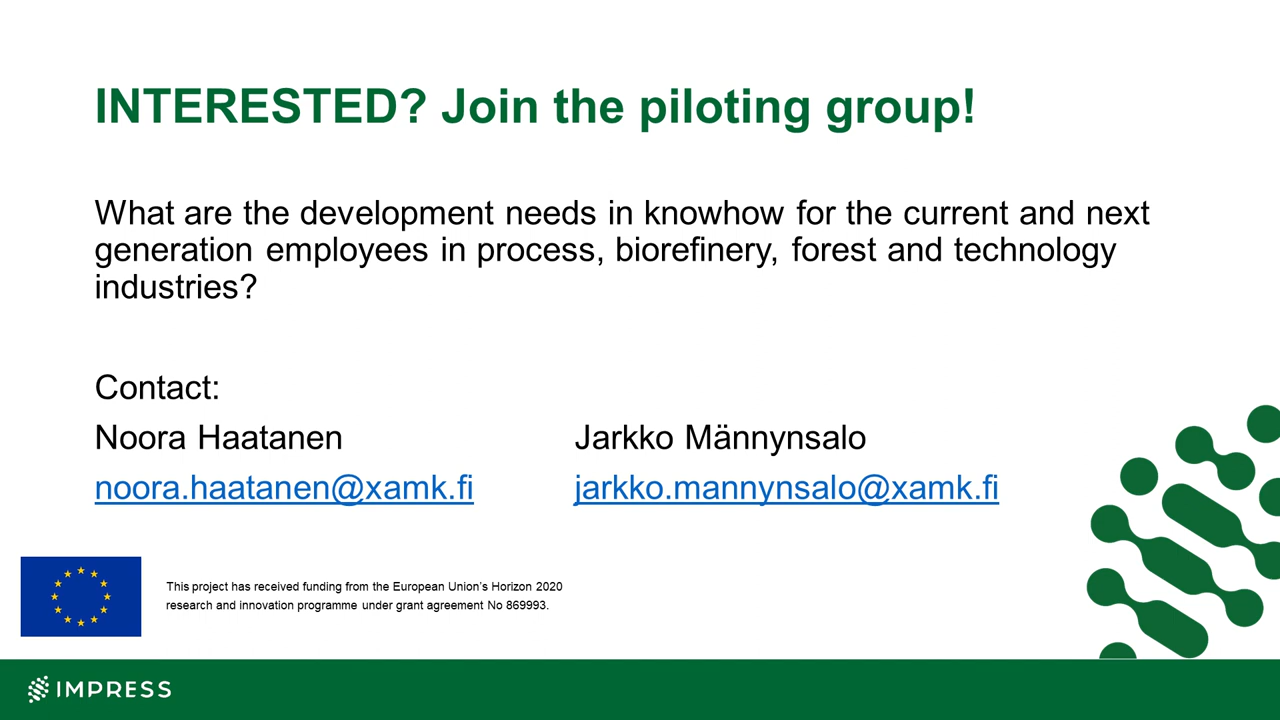 INTERESTED? Join the piloting group!
What are the development needs in knowhow for the current and next
generation employees in process, biorefinery, forest and technology
industries?
Contact:
Noora Haatanen
Jarkko Männynsalo
noora.haatanen@xamk.fi
jarkko.mannynsalo@xamk.fi
This project has received funding from the European Union's Horizon 2020
research and innovation programme under grant agreement No 869993.
IMPRESS